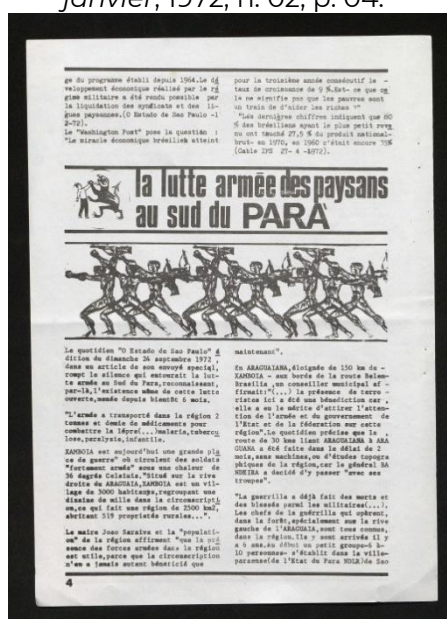 janvier, 1972, n. 62, p. 64.
ge du programme établi depuis 1964.Le dé
veloppement économique réalisé par le ré
gime militaire a été rendu possible par
la liquidation des syndicats et des li-
gues paysannes.(O Estado de Sao Paulo -1
2-72).
Le "Washington Post" pose la question :
"Le miracle économique brésilien atteint
pour la troisième année consécutif le -
taux de croissance de 9 %.Est- ce que ce
la ne signifie pas que les pauvres sont
un train de d'aider les riches ?"
"Les dernières chiffres indiquent que 60
% des brésiliens ayant le plus petit reve
nu ont touché 27,5 % du produit national-
brut- en 1970, en 1960 c'était encore 35%
(Cable IPS 27- 4 -1972).
la lutte armée des paysans
au sud du PARA
Le quotidien "O Estado de Sao Paulo" é
dition du dimanche 24 septembre 1972 ,
dans un article de son envoyé special,
rompt le silence qui entourait la lut-
te armée au Sud du Para,reconnaissent,
par-là,l'existence même de cette lutte
ouverte,menée depuis bientôt 6 mois.
"L'armée a transporté dans la région 2
tonnes et demie de médicaments pour
combattre la lèpre(...)malaria,tubercu
lose,paralysie,infantile.
XAMBOIA est aujourd'hui une grande pla
ce de guerre" où circulent des soldats
"fortement armés" sous una chaleur de
36 degrés Celsius."Situé sur la rive
droite du ARAGUAIA,XAMBOIA est un vil-
lage de 3000 habitants,regroupant une
dizaine de mille dans la circonscripti
on,ce qui fait une région de 2500 km2,
abritant 519 propriétés rurales...".
Le maire Joao Saraiva et la "populati-
on" de la région affirment "que la pré
sence des forces armées dans la région
est utile,parce que la circonscription
n'en a jamais autant bénéficié que
4
maintenant".
En ARAGUAIANA,éloignée de 150 km de -
XAMBOIA - aux bords de la route Belem-
Brasilia ,un conseiller municipal af -
firmait:"(...) la présence de terro -
ristes ici a été une bénédiction car ,
elle a eu le mérite d'attirer l'atten-
tion de l'armée et du gouvernement de
l'Etat et de la fédération sur cette
région".Le quotidien précise que la .
route de 30 kms liant ARAGUAIANA à ARA
GUANA a été faite dans le délai de 2
mois,sans machines,ou d'études topogra
phiques de la région,car le général BA
NDEIRA a decidé d'y passer "avec ses
troupes".
"La guerrilla a déjà fait des morts et
des blessés parmi les militaires(...).
Les chefs de la guérrilla qui opèrent,
dans la forêt,spécialement sur la rive
gauche de l'ARAGUAIA,sont tous connus,
dans la région.Ils y sont arrivés il y
a 6 ans.Au début un petit groupe-6 à-
10 personnes- s'établit dans la ville-
paraense(de l'Etat du Para NDLR)de Sao